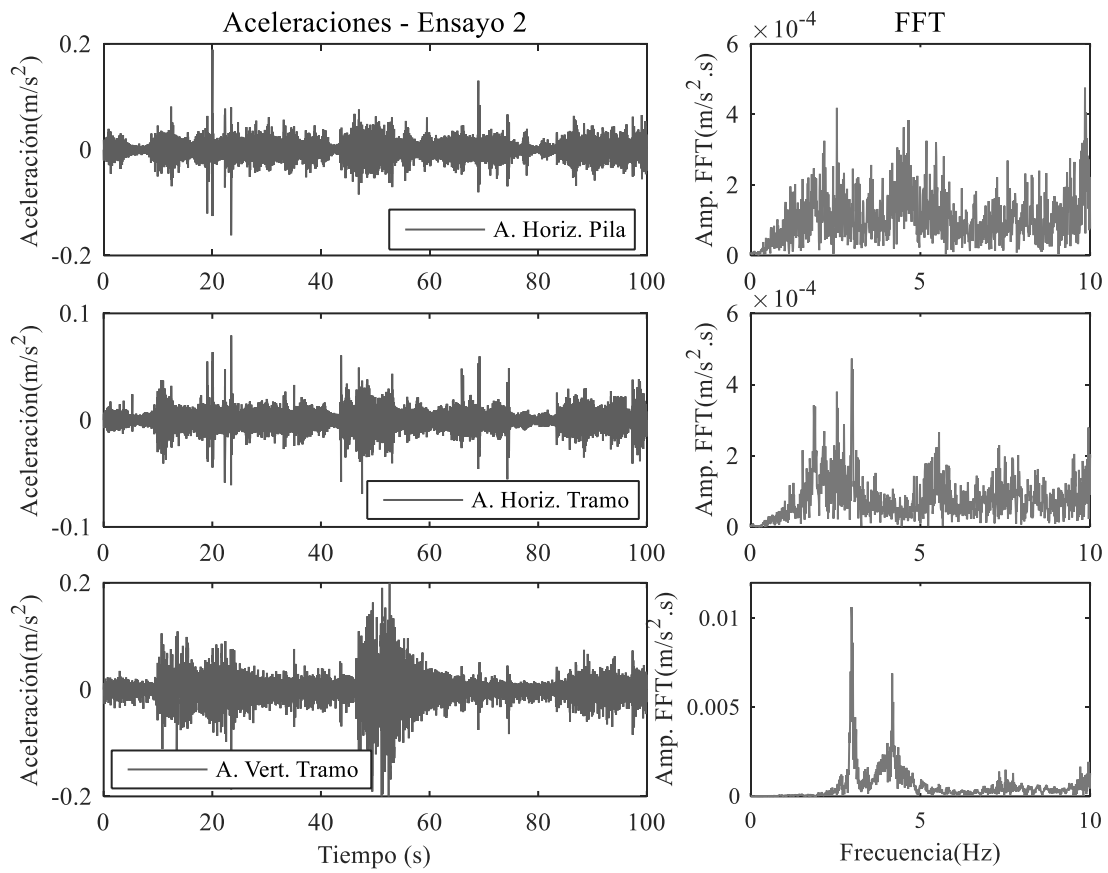 Aceleraciones - Ensayo 2
FFT
Aceleración(m/s²)
0.2
0
-0.2
A. Horiz. Pila
0 20 40 60 80 100
Amp. FFT(m/s².s)
×10⁻⁴
6
4
2
0
0 5 10
Aceleración(m/s²)
0.1
0
-0.1
A. Horiz. Tramo
0 20 40 60 80 100
Amp. FFT(m/s².s)
×10⁻⁴
6
4
2
0
0 5 10
Aceleración(m/s²)
0.2
0
-0.2
A. Vert. Tramo
0 20 40 60 80 100
Tiempo (s)
Amp. FFT(m/s².s)
0.01
0.005
0
0 5 10
Frecuencia(Hz)